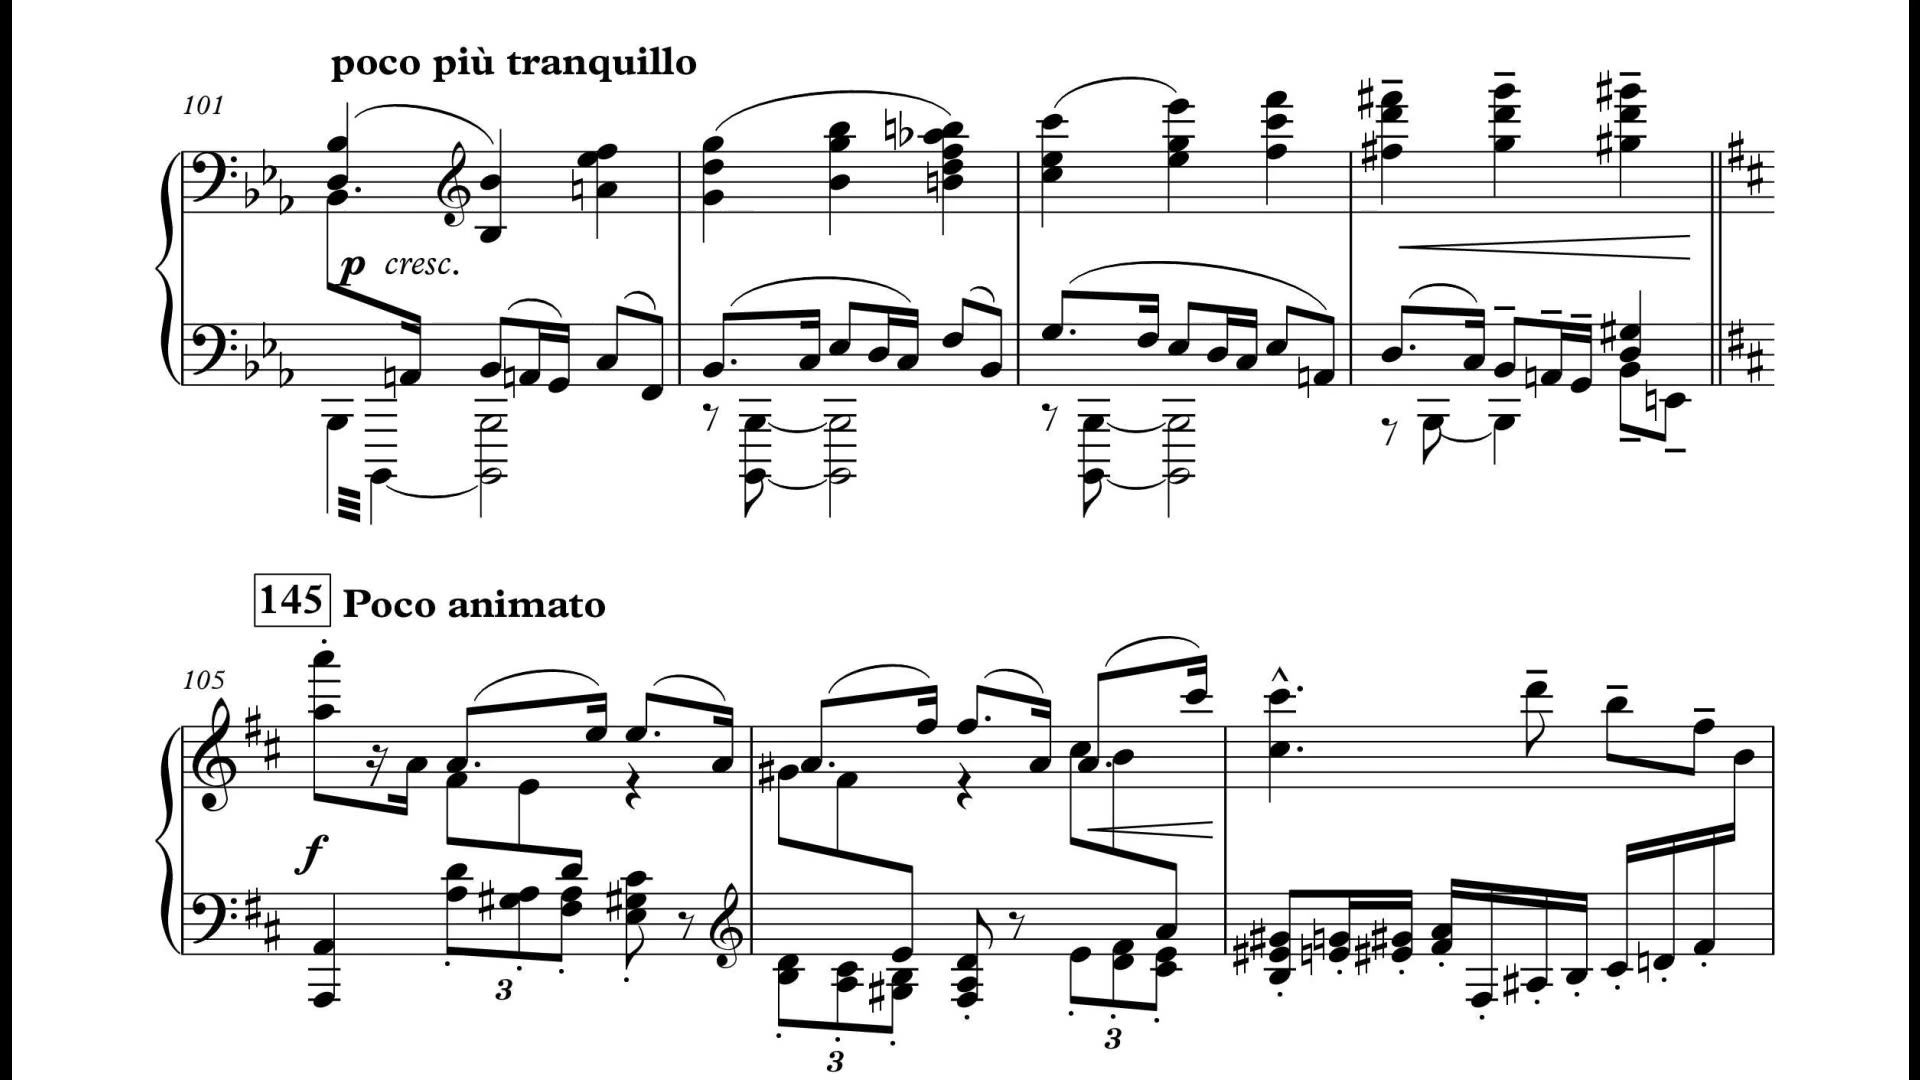 poco più tranquillo
101
p cresc.
145 Poco animato
105
f
3
3
3